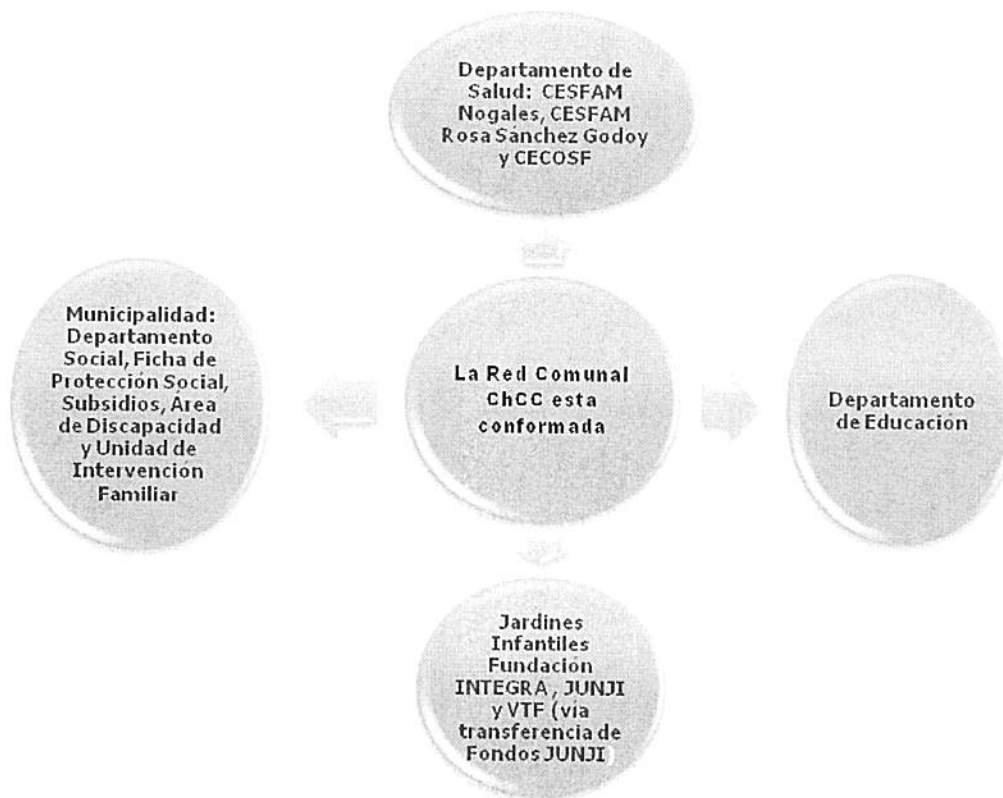 Departamento de
Salud: CESFAM
Nogales, CESFAM
Rosa Sánchez Godoy
y CECOSF
Municipalidad:
Departamento
Social, Ficha de
Protección Social,
Subsidios, Área
de Discapacidad
y Unidad de
Intervención
Familiar
La Red Comunal
ChCC esta
conformada
Departamento
de Educación
Jardines
Infantiles
Fundación
INTEGRA, JUNJI
y VTF (vía
transferencia de
Fondos JUNJI)